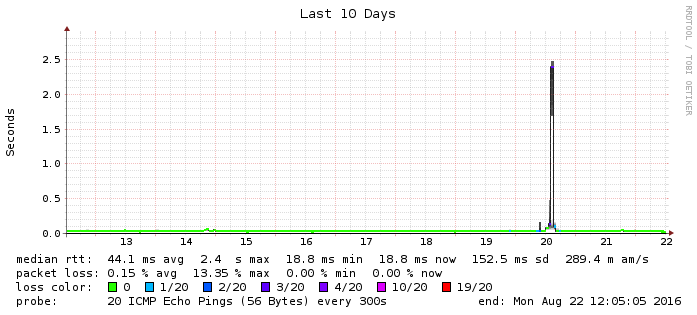 Last 10 Days
RRDTOOL / TOBI OETIKER
Seconds
2.5
2.0
1.5
1.0
0.5
0.0
13 14 15 16 17 18 19 20 21 22
median rtt: 44.1 ms avg 2.4 s max 18.8 ms min 18.8 ms now 152.5 ms sd 289.4 m am/s
packet loss: 0.15 % avg 13.35 % max 0.00 % min 0.00 % now
loss color: 0 1/20 2/20 3/20 4/20 10/20 19/20
probe: 20 ICMP Echo Pings (56 Bytes) every 300s end: Mon Aug 22 12:05:05 2016